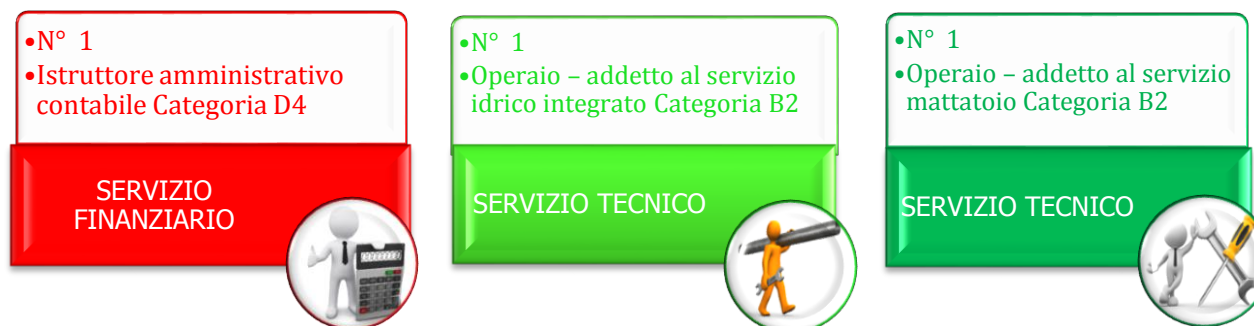 •N° 1
•Istruttore amministrativo
contabile Categoria D4
SERVIZIO
FINANZIARIO
•N° 1
•Operaio – addetto al servizio
idrico integrato Categoria B2
SERVIZIO TECNICO
•N° 1
•Operaio – addetto al servizio
mattatoio Categoria B2
SERVIZIO TECNICO